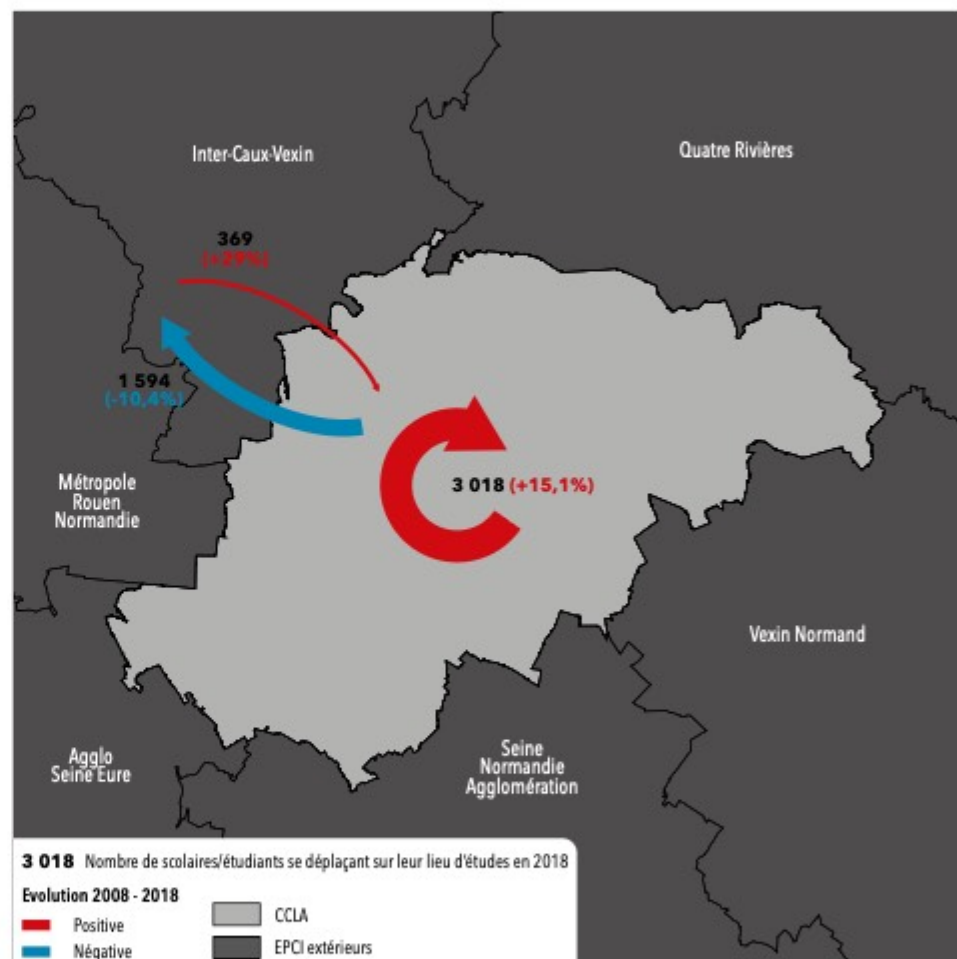 Inter-Caux-Vexin
Quatre Rivières
369
(+29%)
1 594
(-10,4%)
3 018 (+15,1%)
Métropole
Rouen
Normandie
Vexin Normand
Agglo
Seine Eure
Seine
Normandie
Agglomération
3 018 Nombre de scolaires/étudiants se déplaçant sur leur lieu d'études en 2018
Evolution 2008 - 2018
Positive
Négative
CCLA
EPCI extérieurs